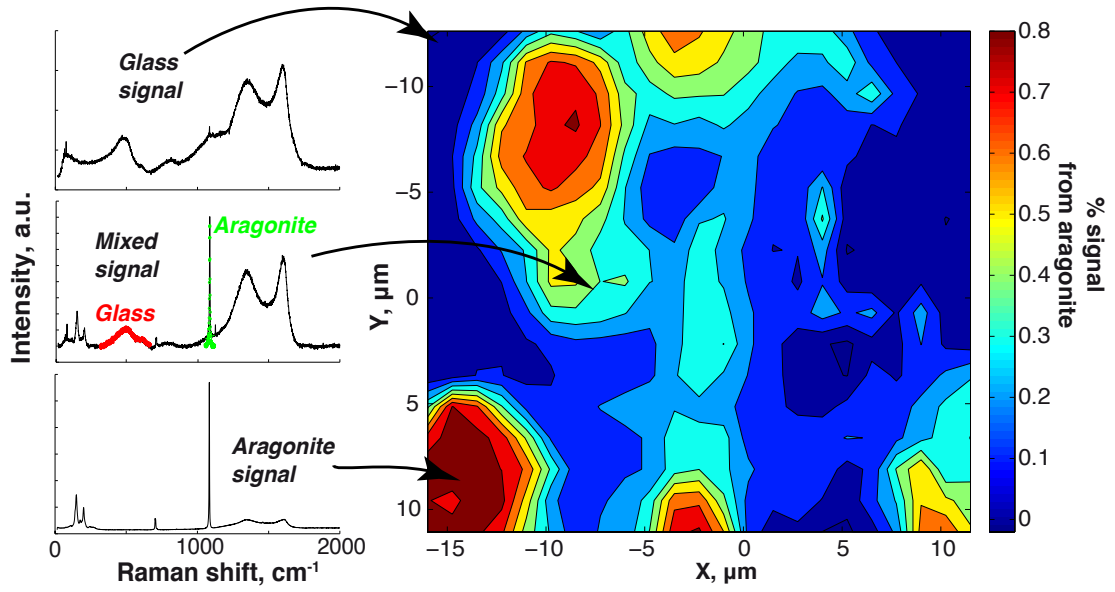 Glass
signal
Mixed
signal
Aragonite
Glass
Aragonite
signal
Intensity, a.u.
0
1000
2000
Raman shift, cm-1
Y, µm
−10
−5
0
5
10
−15
−10
−5
0
5
10
X, µm
0.8
0.7
0.6
0.5
0.4
0.3
0.2
0.1
0
% signal
from aragonite